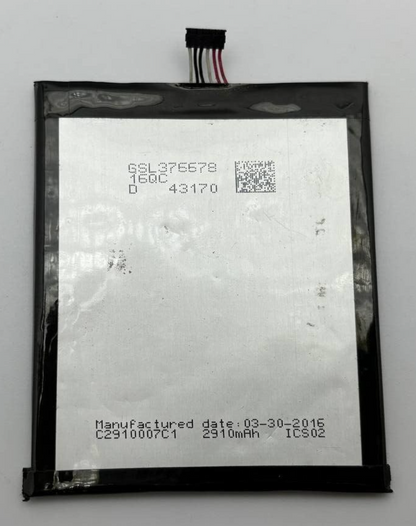 GSL376678
16QC
D 43170
Manufactured date:03-30-2016
C2910007C1 2910mAh ICS02